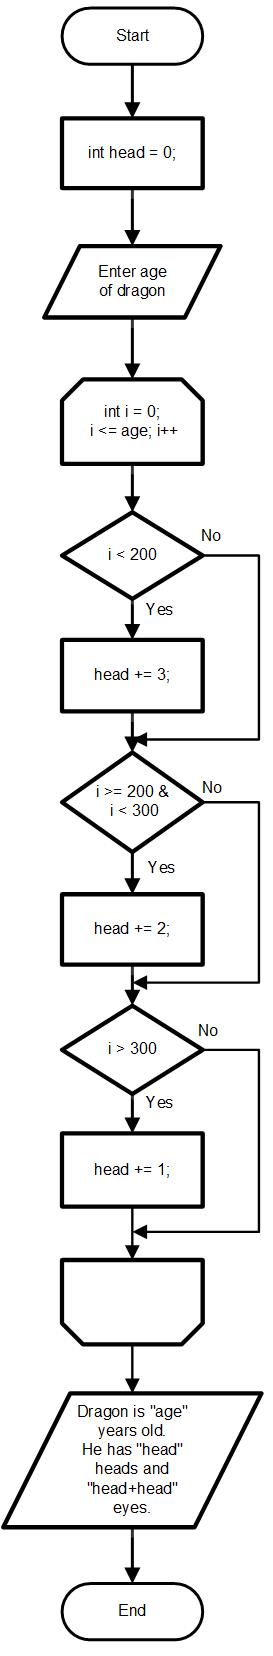 Start
int head = 0;
Enter age
of dragon
int i = 0;
i <= age; i++
i < 200
No
Yes
head += 3;
i >= 200 &
i < 300
No
Yes
head += 2;
i > 300
No
Yes
head += 1;
Dragon is "age"
years old.
He has "head"
heads and
"head+head"
eyes.
End